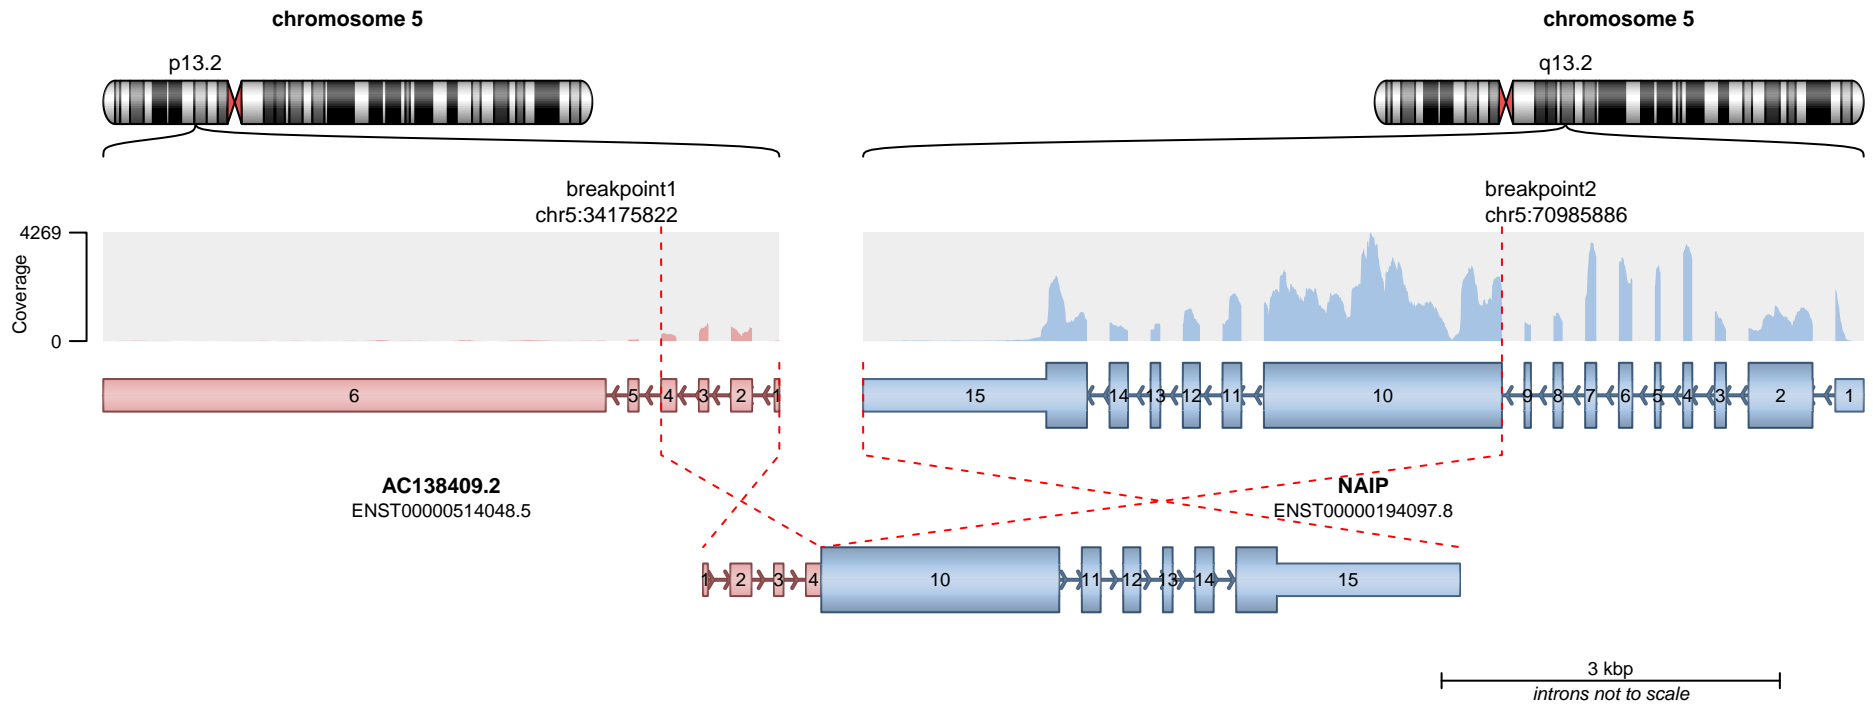 chromosome 5
chromosome 5
p13.2
q13.2
breakpoint1
chr5:34175822
breakpoint2
chr5:70985886
4269
Coverage
0
6 5 4 3 2 1
15 14 13 12 11 10 9 8 7 6 5 4 3 2 1
AC138409.2
ENST00000514048.5
NAIP
ENST00000194097.8
1 2 3 4 10 11 12 13 14 15
3 kbp
introns not to scale